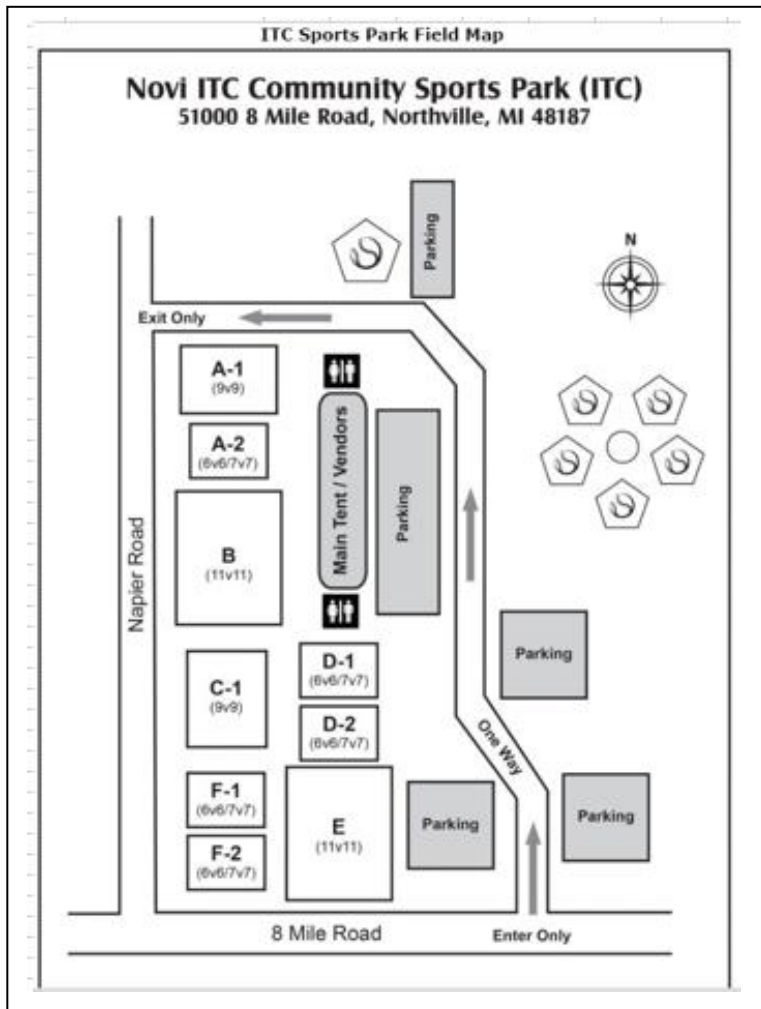 ITC Sports Park Field Map
Novi ITC Community Sports Park (ITC)
51000 8 Mile Road, Northville, MI 48187
Parking
N
Exit Only
A-1
(9v9)
A-2
(6v6/7v7)
Main Tent / Vendors
Parking
Napier Road
B
(11v11)
D-1
(6v6/7v7)
Parking
C-1
(9v9)
D-2
(6v6/7v7)
One Way
F-1
(6v6/7v7)
E
(11v11)
Parking
Parking
F-2
(6v6/7v7)
8 Mile Road
Enter Only